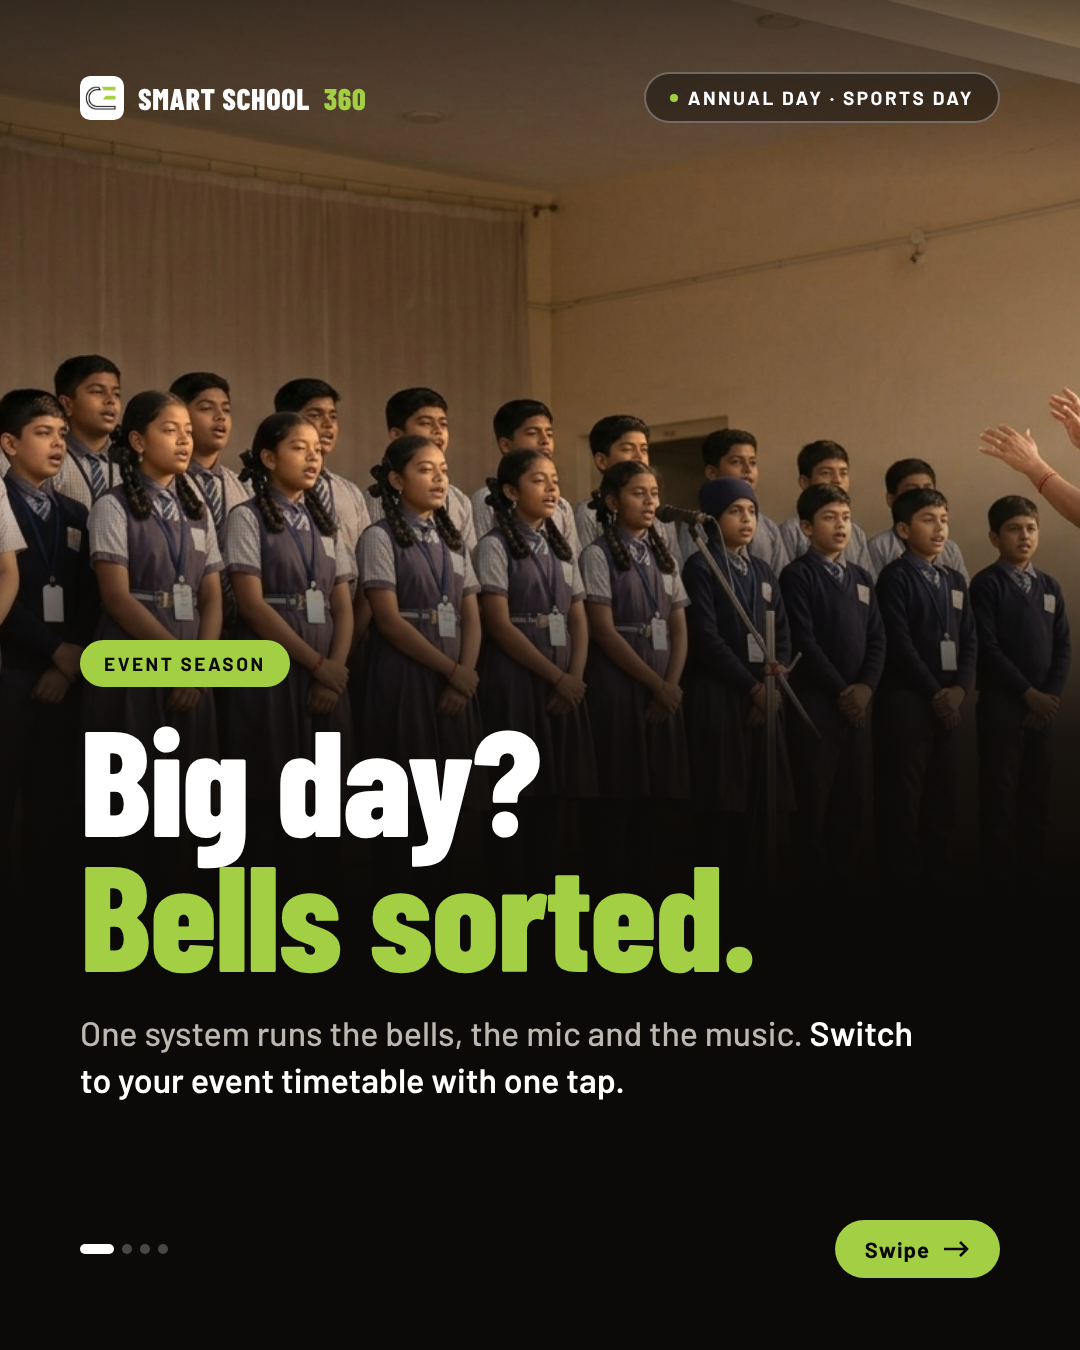 SMART SCHOOL 360
ANNUAL DAY · SPORTS DAY
EVENT SEASON
Big day?
Bells sorted.
One system runs the bells, the mic and the music. Switch
to your event timetable with one tap.
Swipe →